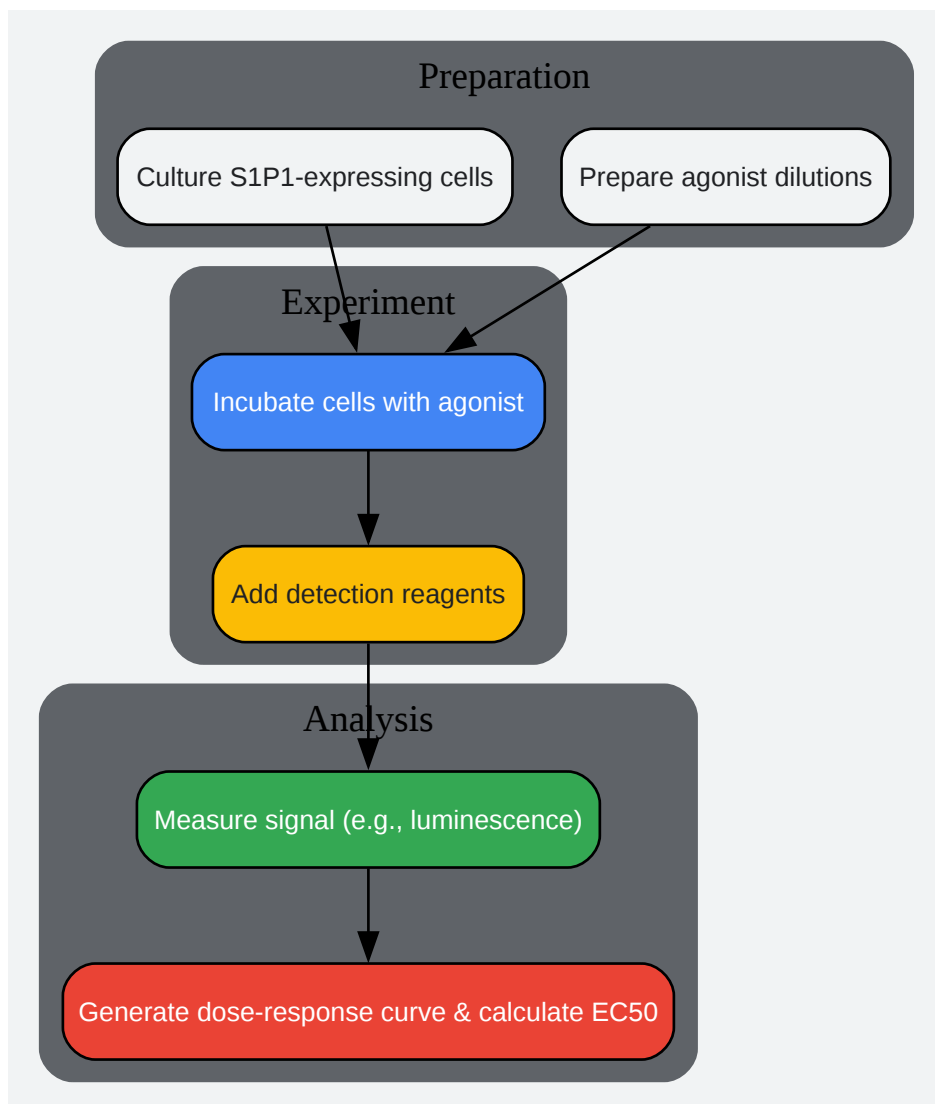 Preparation
Culture S1P1-expressing cells
Prepare agonist dilutions
Experiment
Incubate cells with agonist
Add detection reagents
Analysis
Measure signal (e.g., luminescence)
Generate dose-response curve & calculate EC50